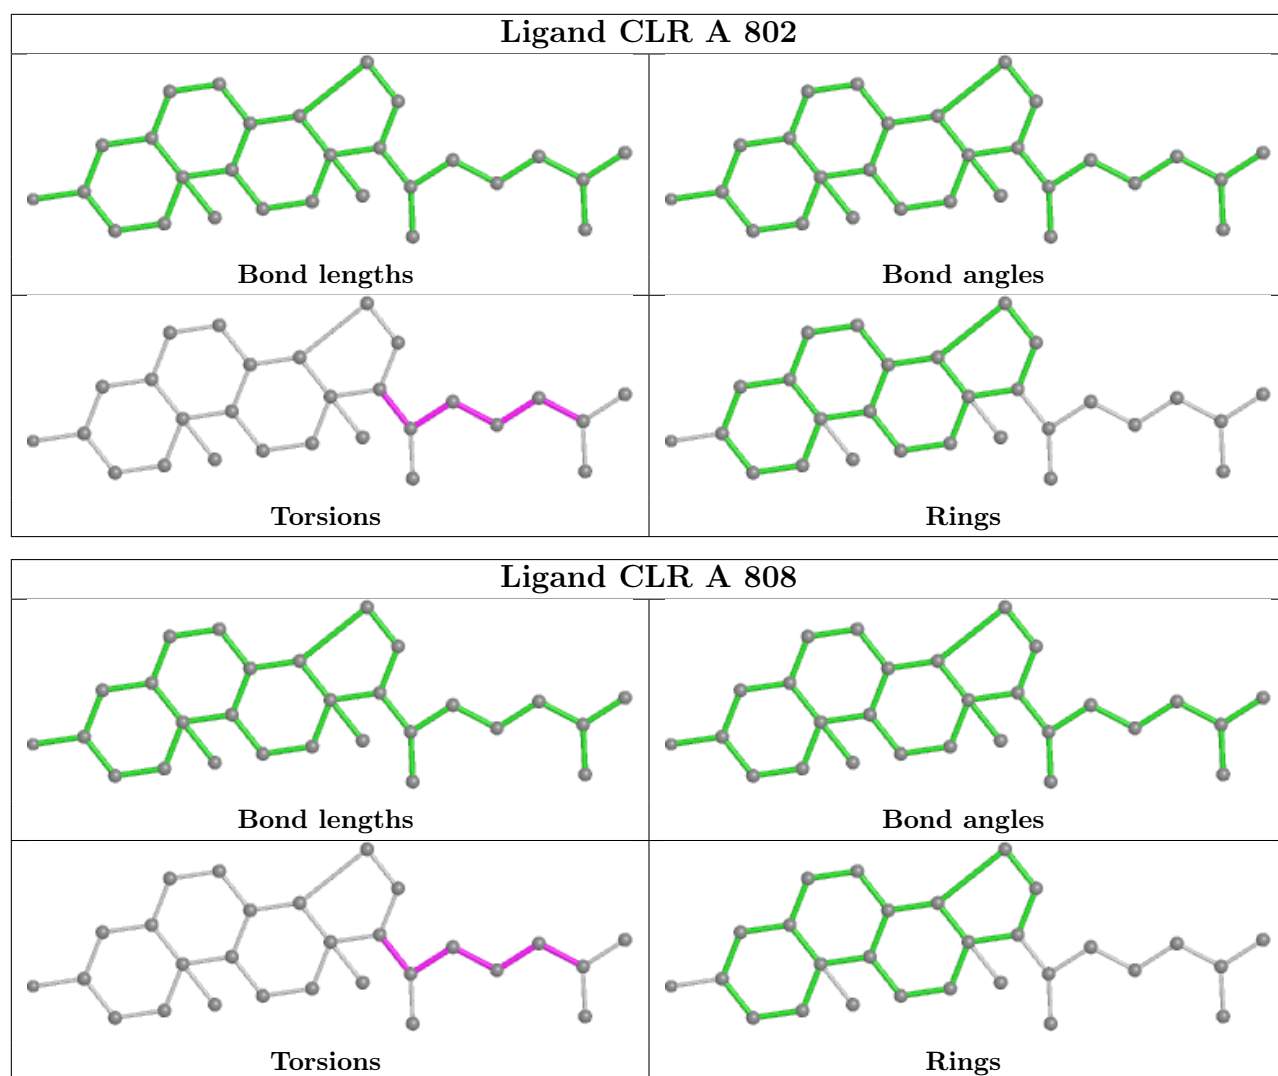 Ligand CLR A 802
Bond lengths
Bond angles
Torsions
Rings
Ligand CLR A 808
Bond lengths
Bond angles
Torsions
Rings